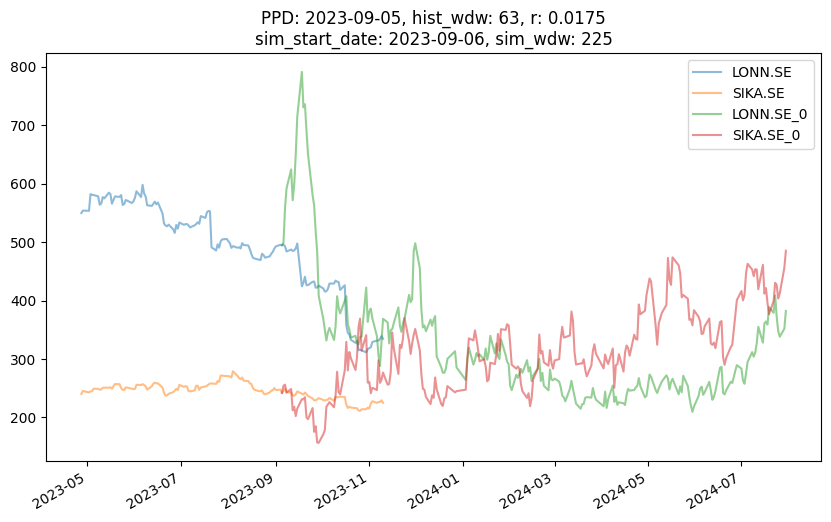 PPD: 2023-09-05, hist_wdw: 63, r: 0.0175
sim_start_date: 2023-09-06, sim_wdw: 225
LONN.SE
SIKA.SE
LONN.SE_0
SIKA.SE_0
800
700
600
500
400
300
200
2023-05
2023-07
2023-09
2023-11
2024-01
2024-03
2024-05
2024-07